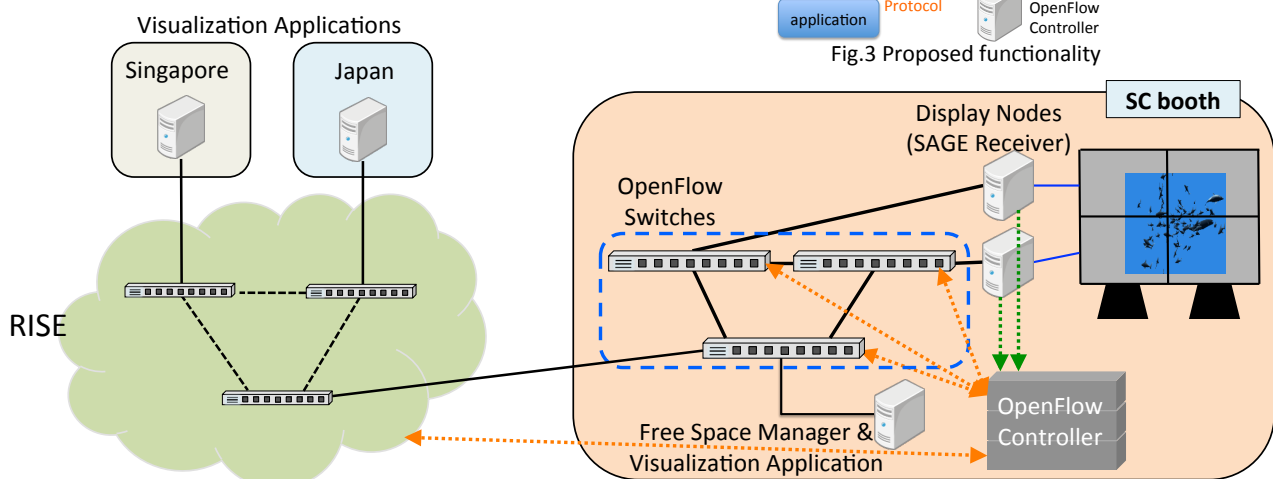 Visualization Applications
Protocol
application
OpenFlow
Controller
Fig.3 Proposed functionality
Singapore
Japan
SC booth
Display Nodes
(SAGE Receiver)
OpenFlow
Switches
RISE
OpenFlow
Controller
Free Space Manager &
Visualization Application